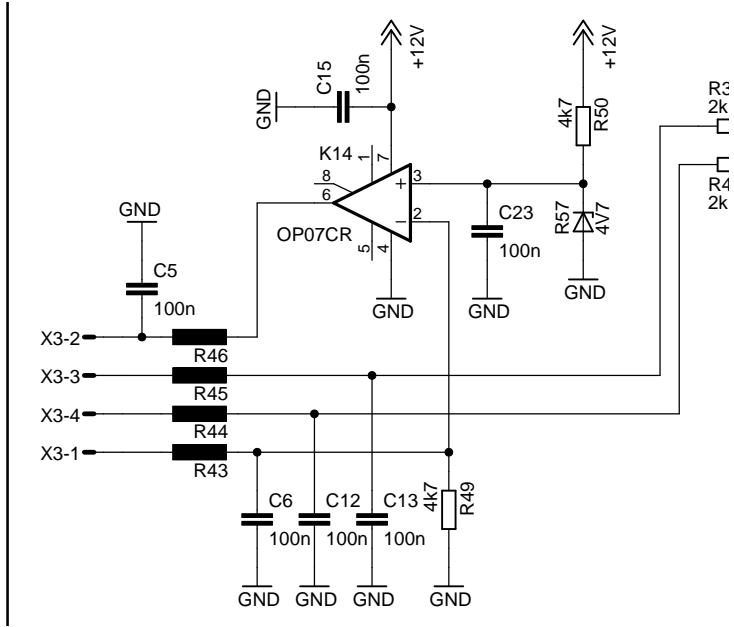 +12V
+12V
C15
100n
GND
4k7
R50
R3
2k
K14
1
7
8
6
3
2
5
4
+
−
OP07CR
GND
C23
100n
R57
4V7
R4
2k
GND
GND
GND
C5
100n
X3-2
R46
X3-3
R45
X3-4
R44
X3-1
R43
C6
100n
C12
100n
C13
100n
4k7
R49
GND
GND
GND
GND